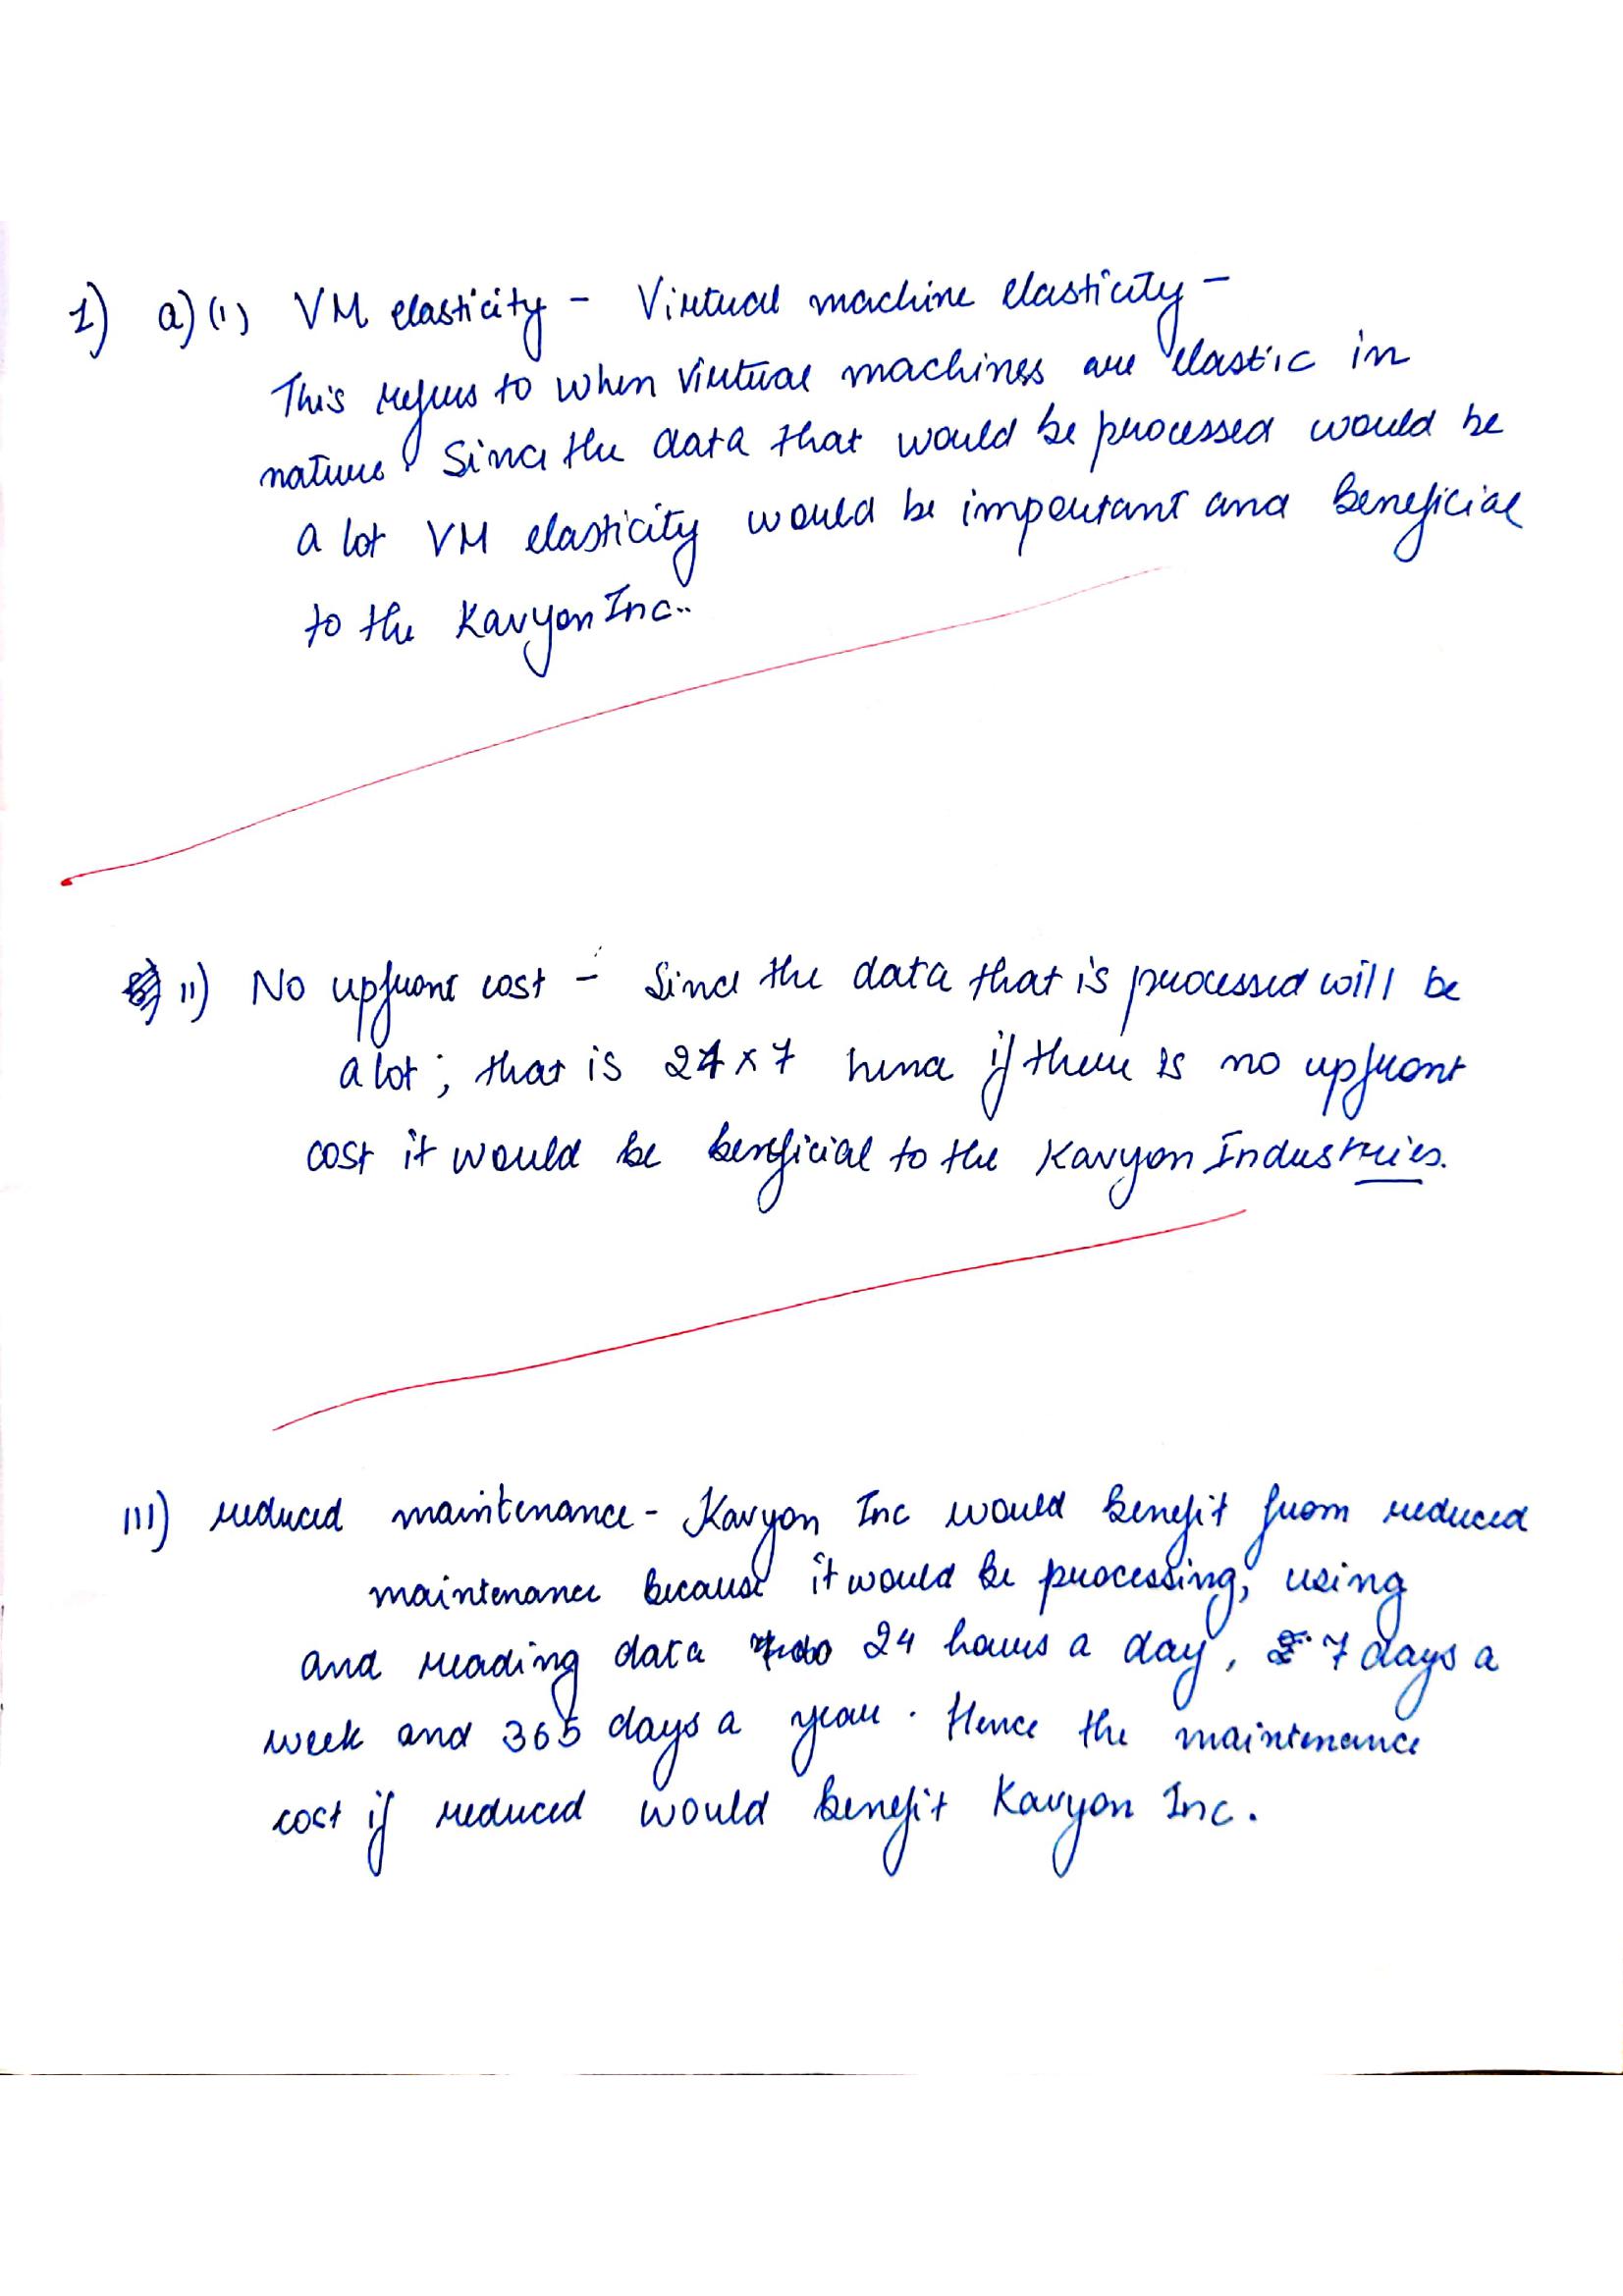 1) a) (i) VM elasticity - Virtual machine elasticity -
This refers to when virtual machines are elastic in
nature. Since the data that would be processed would be
a lot VM elasticity would be important and beneficial
to the Kavyon Inc..
ii) No upfront cost - Since the data that is processed will be
a lot; that is 24 x 7 hence if there is no upfront
cost it would be beneficial to the Kavyon Industries.
III) reduced maintenance - Kavyon Inc would benefit from reduced
maintenance because it would be processing, using
and reading data 24 hours a day, 7 days a
week and 365 days a year. Hence the maintenance
cost if reduced would benefit Kavyon Inc.